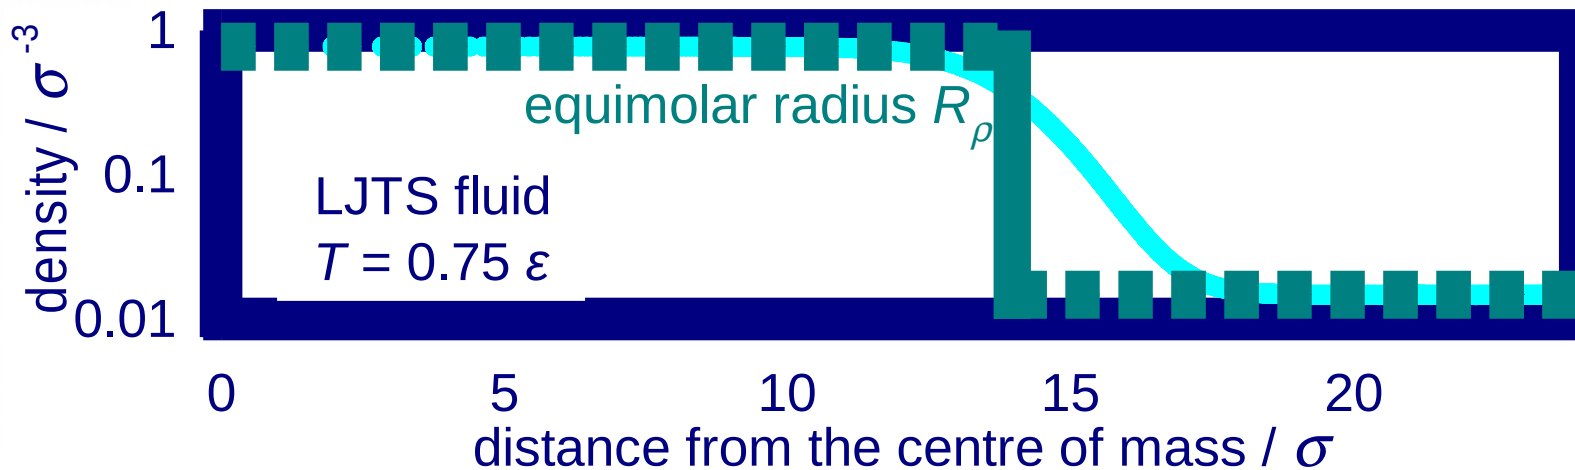 density / σ⁻³
1
0.1
0.01
equimolar radius Rρ
LJTS fluid
T = 0.75 ε
0 5 10 15 20
distance from the centre of mass / σ